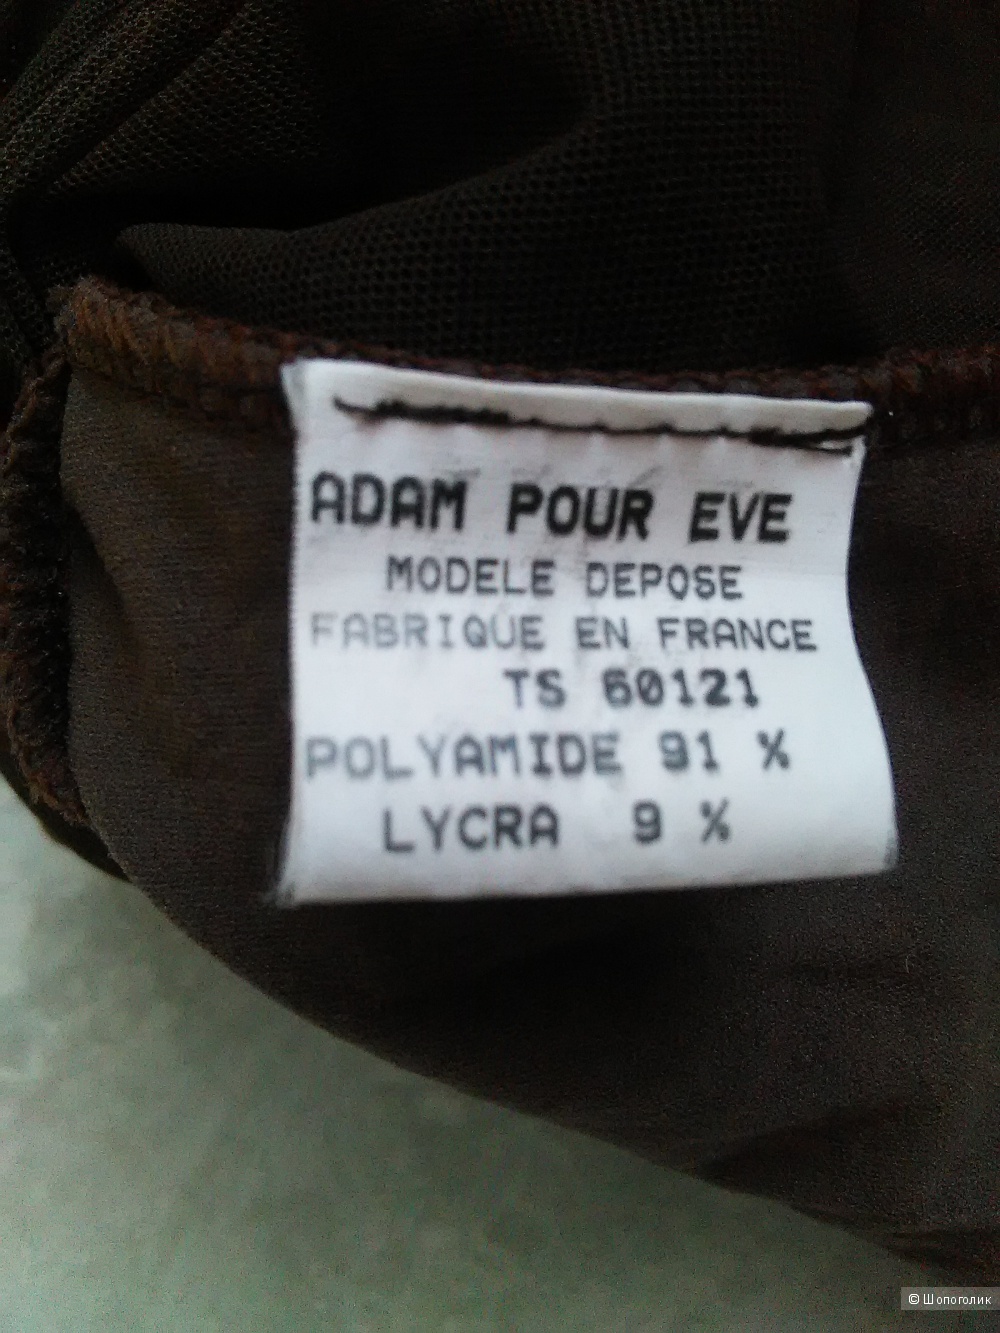 ADAM POUR EVE
MODELE DEPOSE
FABRIQUE EN FRANCE
TS 60121
POLYAMIDE 91 %
LYCRA 9 %
© Шопоголик